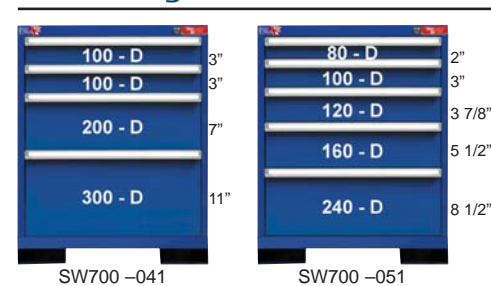 100 - D 3”
100 - D 3”
200 - D 7”
300 - D 11”
SW700 –041
80 - D 2”
100 - D 3”
120 - D 3 7/8”
160 - D 5 1/2”
240 - D 8 1/2”
SW700 –051